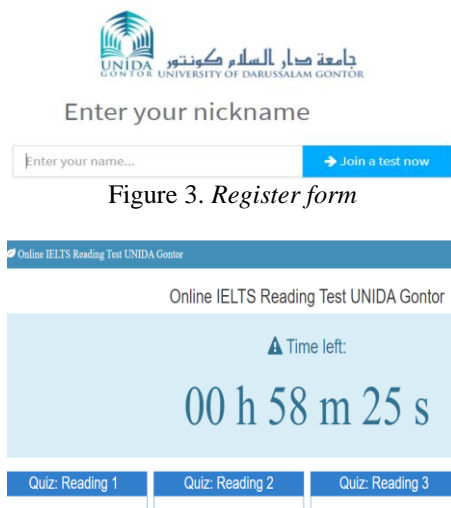 UNIDA
GONTOR
جامعة دار السلام كونتور
UNIVERSITY OF DARUSSALAM GONTOR
Enter your nickname
Enter your name...
Join a test now
Figure 3. Register form
Online IELTS Reading Test UNIDA Gontor
Online IELTS Reading Test UNIDA Gontor
Time left:
00 h 58 m 25 s
Quiz: Reading 1
Quiz: Reading 2
Quiz: Reading 3